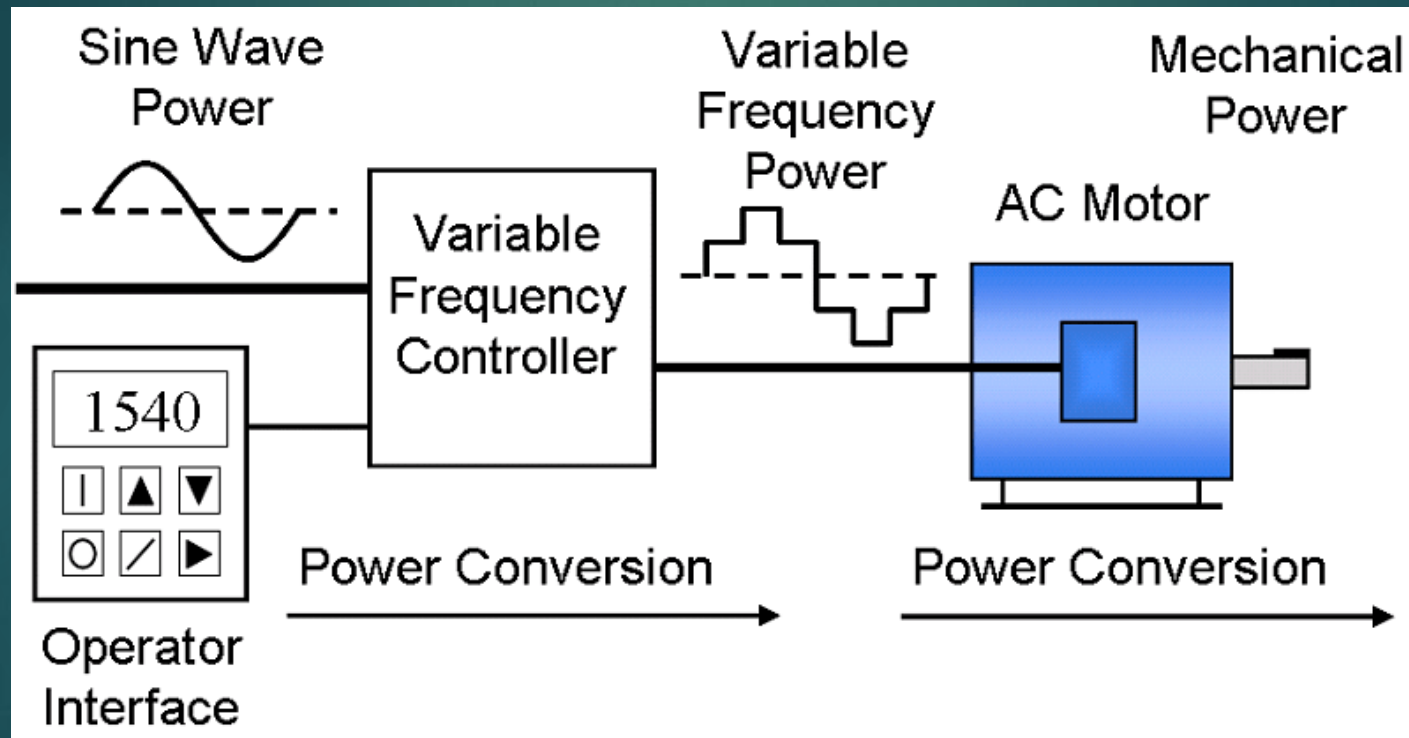 Sine Wave
Power
Variable
Frequency
Power
Mechanical
Power
AC Motor
Variable
Frequency
Controller
1540
Power Conversion
Power Conversion
Operator
Interface